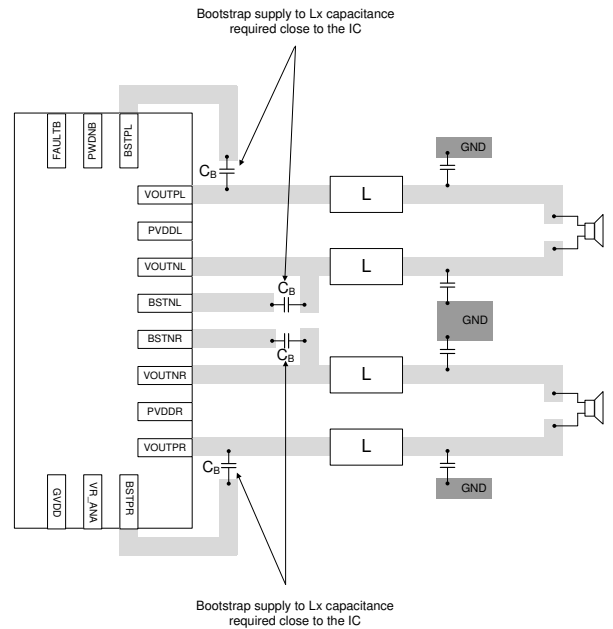 Bootstrap supply to Lx capacitance
required close to the IC
FAULTB
PWDNB
BSTPL
CB
GND
VOUTPL
L
PVDDL
VOUTNL
L
CB
BSTNL
GND
BSTNR
CB
VOUTNR
L
PVDDR
VOUTPR
L
CB
GND
GVDD
VR_ANA
BSTPR
Bootstrap supply to Lx capacitance
required close to the IC